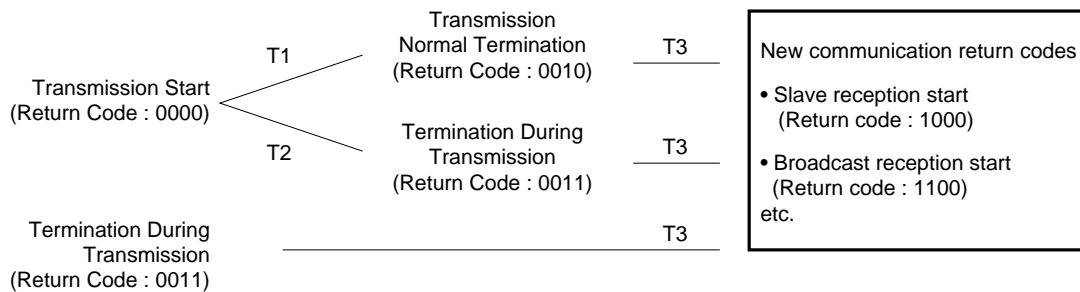 Transmission Start
(Return Code : 0000)
T1
T2
Transmission
Normal Termination
(Return Code : 0010)
Termination During
Transmission
(Return Code : 0011)
T3
T3
Termination During
Transmission
(Return Code : 0011)
T3
New communication return codes
• Slave reception start
(Return code : 1000)
• Broadcast reception start
(Return code : 1100)
etc.